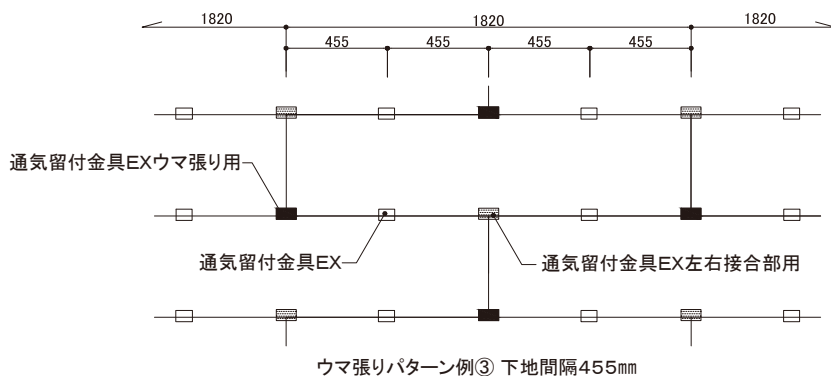 1820 1820 1820
455 455 455 455
通気留付金具EXウマ張り用
通気留付金具EX
通気留付金具EX左右接合部用
ウマ張りパターン例③ 下地間隔455㎜